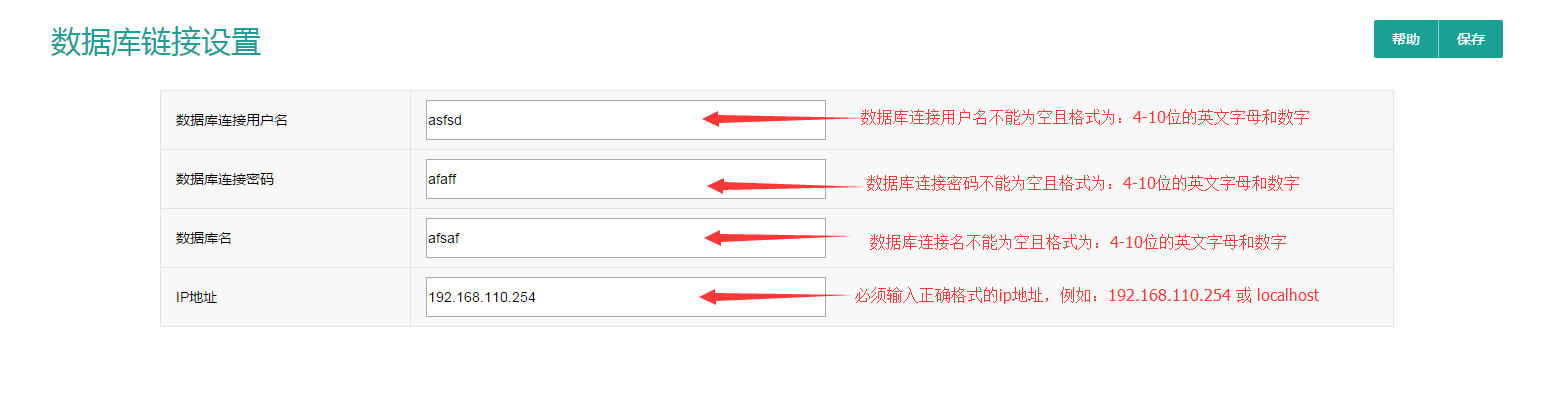 数据库链接设置
帮助 保存
数据库连接用户名 asfsd 数据库连接用户名不能为空且格式为：4-10位的英文字母和数字
数据库连接密码 afaff 数据库连接密码不能为空且格式为：4-10位的英文字母和数字
数据库名 afsaf 数据库连接名不能为空且格式为：4-10位的英文字母和数字
IP地址 192.168.110.254 必须输入正确格式的ip地址，例如：192.168.110.254 或 localhost